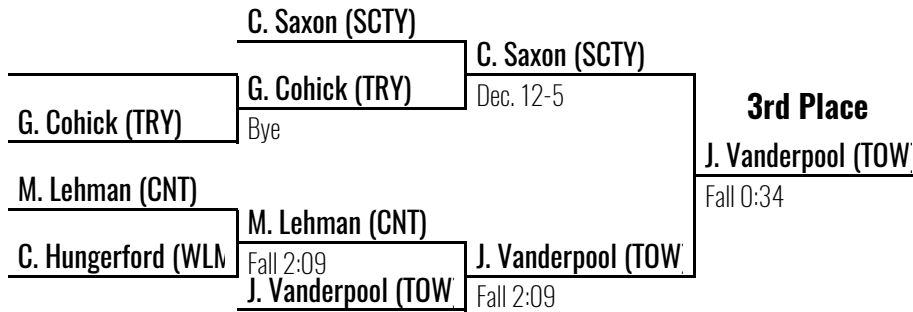 C. Saxon (SCTY)
C. Saxon (SCTY)
G. Cohick (TRY)
Dec. 12-5
3rd Place
G. Cohick (TRY)
Bye
J. Vanderpool (TOW)
M. Lehman (CNT)
Fall 0:34
M. Lehman (CNT)
C. Hungerford (WLM
Fall 2:09
J. Vanderpool (TOW)
J. Vanderpool (TOW)
Fall 2:09